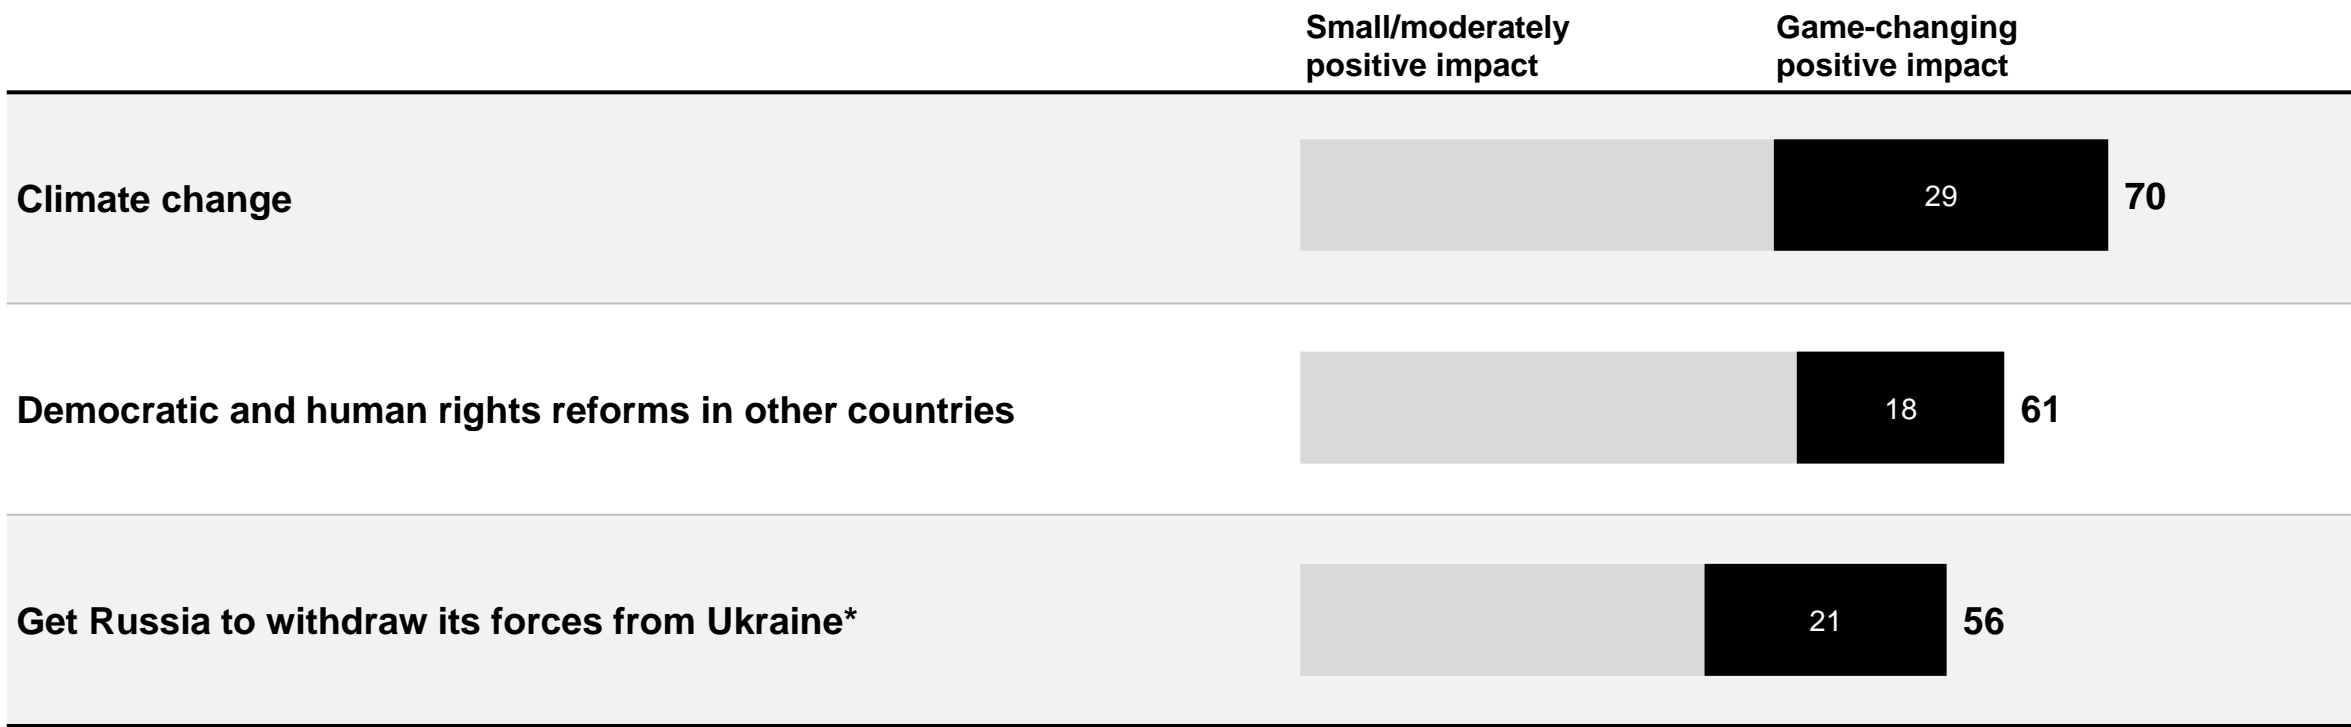 Small/moderately
positive impact
Game-changing
positive impact
Climate change
29
70
Democratic and human rights reforms in other countries
18
61
Get Russia to withdraw its forces from Ukraine*
21
56